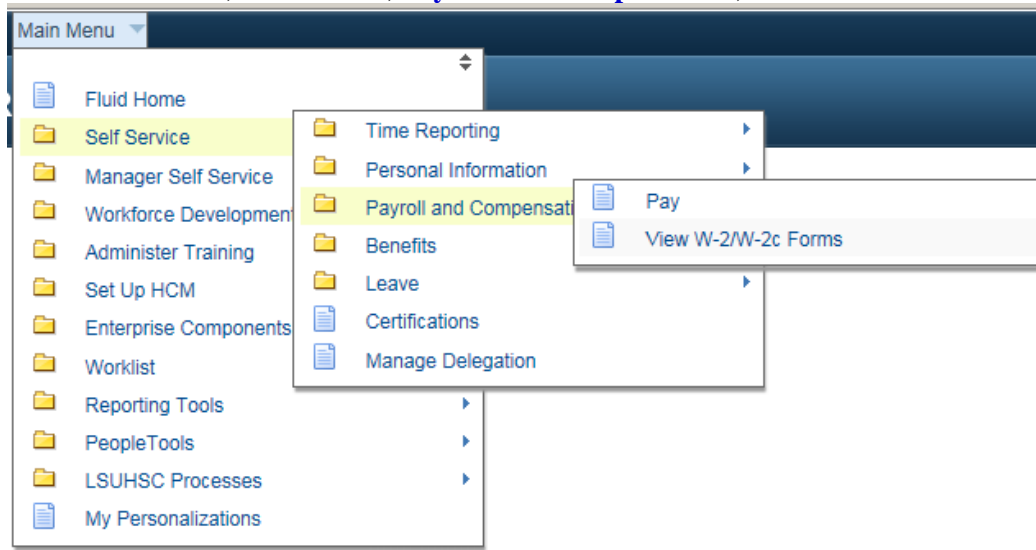 Main Menu
Fluid Home
Self Service
Manager Self Service
Workforce Developmen
Administer Training
Set Up HCM
Enterprise Components
Worklist
Reporting Tools
PeopleTools
LSUHSC Processes
My Personalizations
Time Reporting
Personal Information
Payroll and Compensati
Benefits
Leave
Certifications
Manage Delegation
Pay
View W-2/W-2c Forms